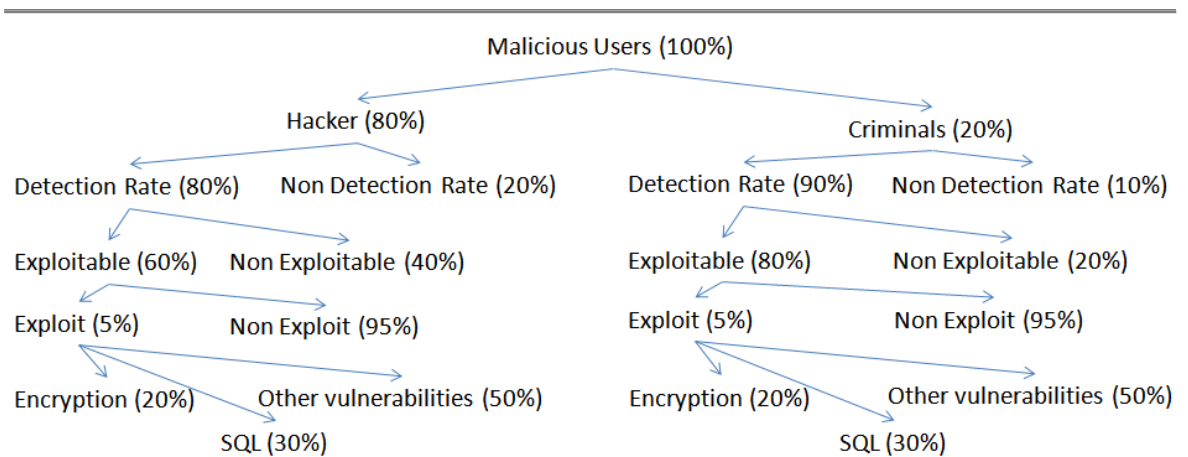 Malicious Users (100%)
Hacker (80%)
Criminals (20%)
Detection Rate (80%)
Non Detection Rate (20%)
Detection Rate (90%)
Non Detection Rate (10%)
Exploitable (60%)
Non Exploitable (40%)
Exploitable (80%)
Non Exploitable (20%)
Exploit (5%)
Non Exploit (95%)
Exploit (5%)
Non Exploit (95%)
Encryption (20%)
Other vulnerabilities (50%)
Encryption (20%)
Other vulnerabilities (50%)
SQL (30%)
SQL (30%)